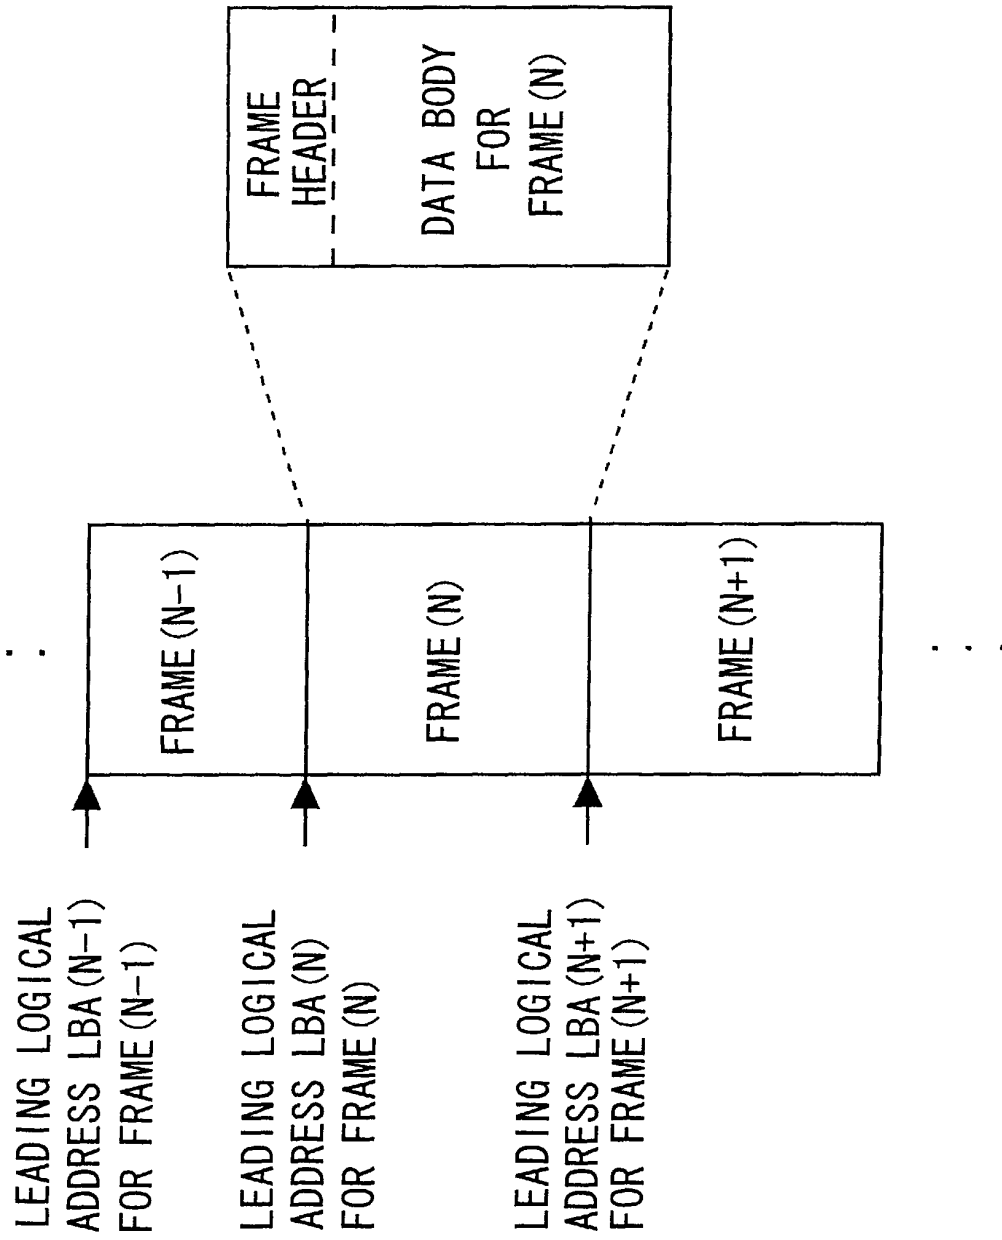 LEADING LOGICAL
ADDRESS LBA(N-1)
FOR FRAME(N-1)
LEADING LOGICAL
ADDRESS LBA(N)
FOR FRAME(N)
LEADING LOGICAL
ADDRESS LBA(N+1)
FOR FRAME(N+1)
FRAME(N-1)
FRAME(N)
FRAME(N+1)
FRAME
HEADER
DATA BODY
FOR
FRAME(N)